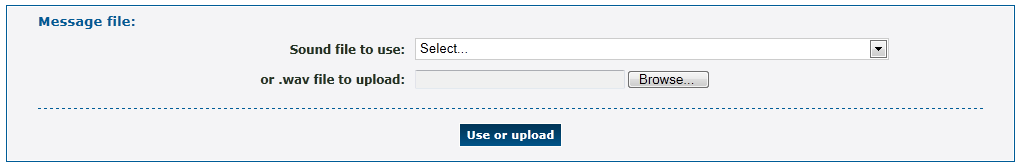 Message file:
Sound file to use: Select...
or .wav file to upload: Browse...
Use or upload